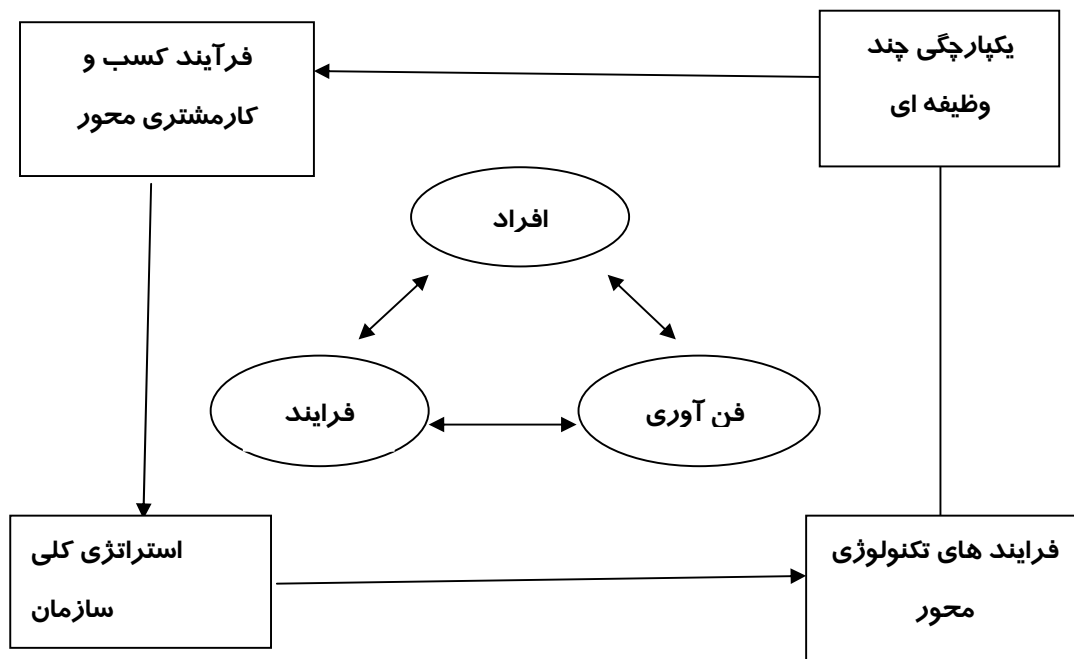 یکپارچگی چند
وظیفه ای
فرآیند کسب و
کارمشتری محور
افراد
فن آوری
فرایند
فرایند های تکنولوژی
محور
استراتژی کلی
سازمان